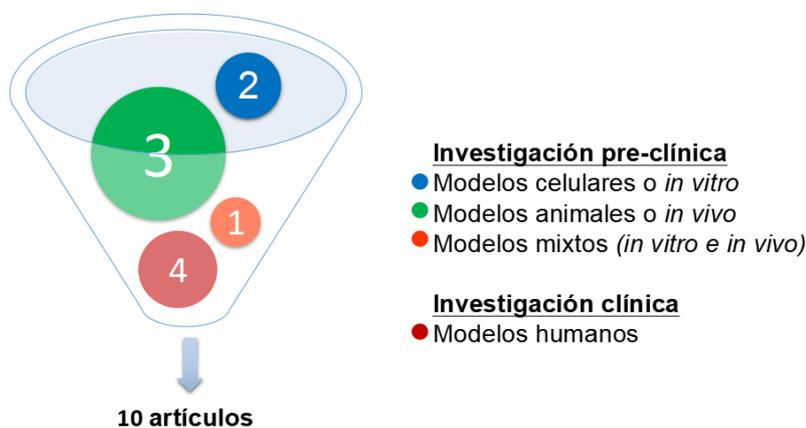 2
3
1
4
10 artículos
Investigación pre-clínica
Modelos celulares o in vitro
Modelos animales o in vivo
Modelos mixtos (in vitro e in vivo)
Investigación clínica
Modelos humanos